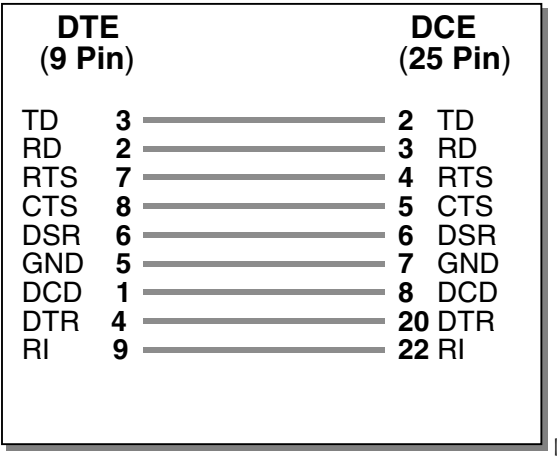 DTE DCE
(9 Pin) (25 Pin)
TD 3 2 TD
RD 2 3 RD
RTS 7 4 RTS
CTS 8 5 CTS
DSR 6 6 DSR
GND 5 7 GND
DCD 1 8 DCD
DTR 4 20 DTR
RI 9 22 RI